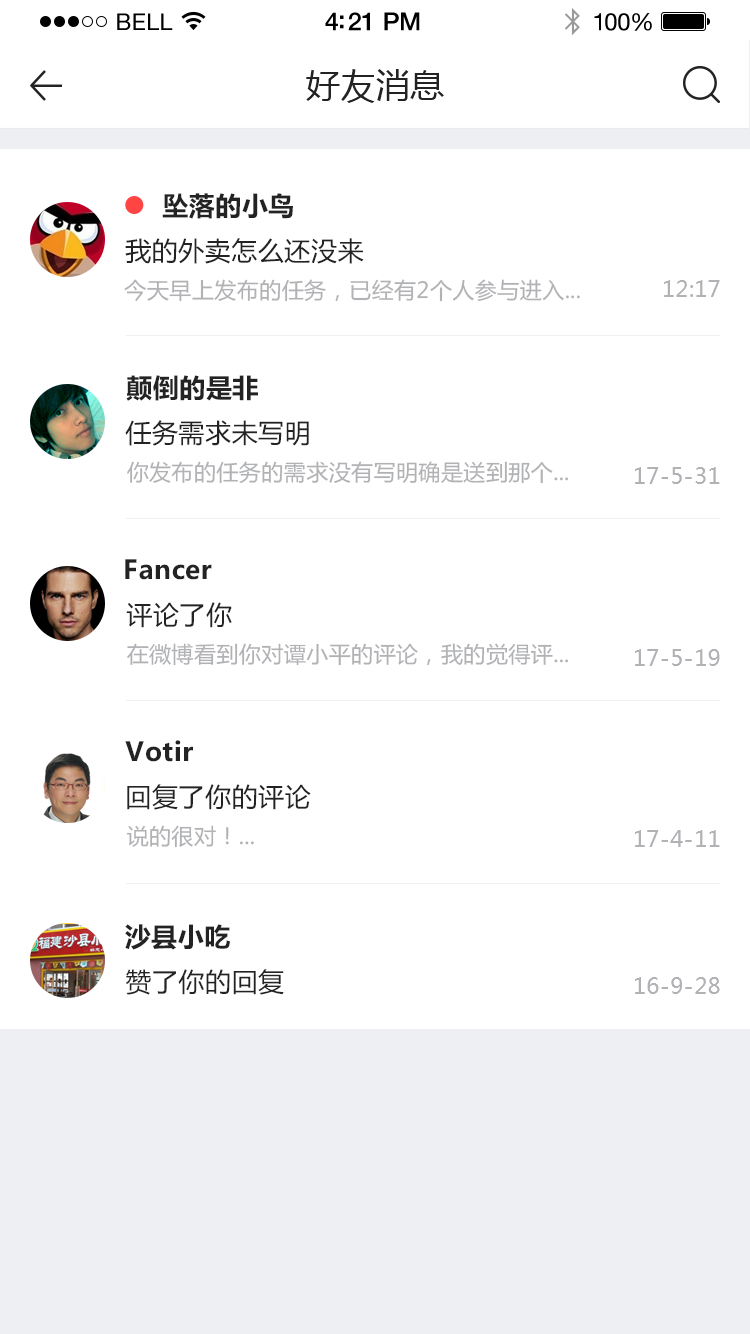 BELL 4:21 PM 100%
好友消息
坠落的小鸟
我的外卖怎么还没来
今天早上发布的任务，已经有2个人参与进入... 12:17
颠倒的是非
任务需求未写明
你发布的任务的需求没有写明确是送到那个... 17-5-31
Fancer
评论了你
在微博看到你对谭小平的评论，我的觉得评... 17-5-19
Votir
回复了你的评论
说的很对！... 17-4-11
福建沙县小
沙县小吃
赞了你的回复 16-9-28